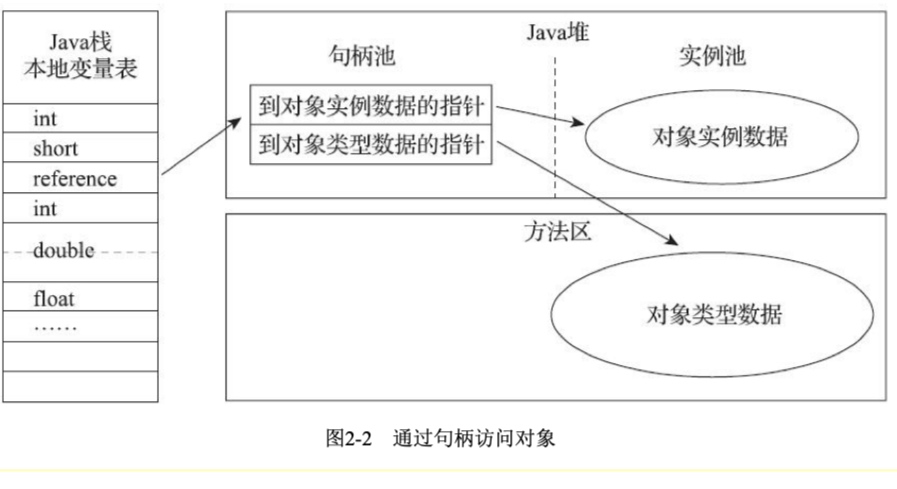 Java栈
本地变量表
int
short
reference
int
double
float
……
Java堆
句柄池
实例池
到对象实例数据的指针
到对象类型数据的指针
对象实例数据
方法区
对象类型数据
图2-2 通过句柄访问对象